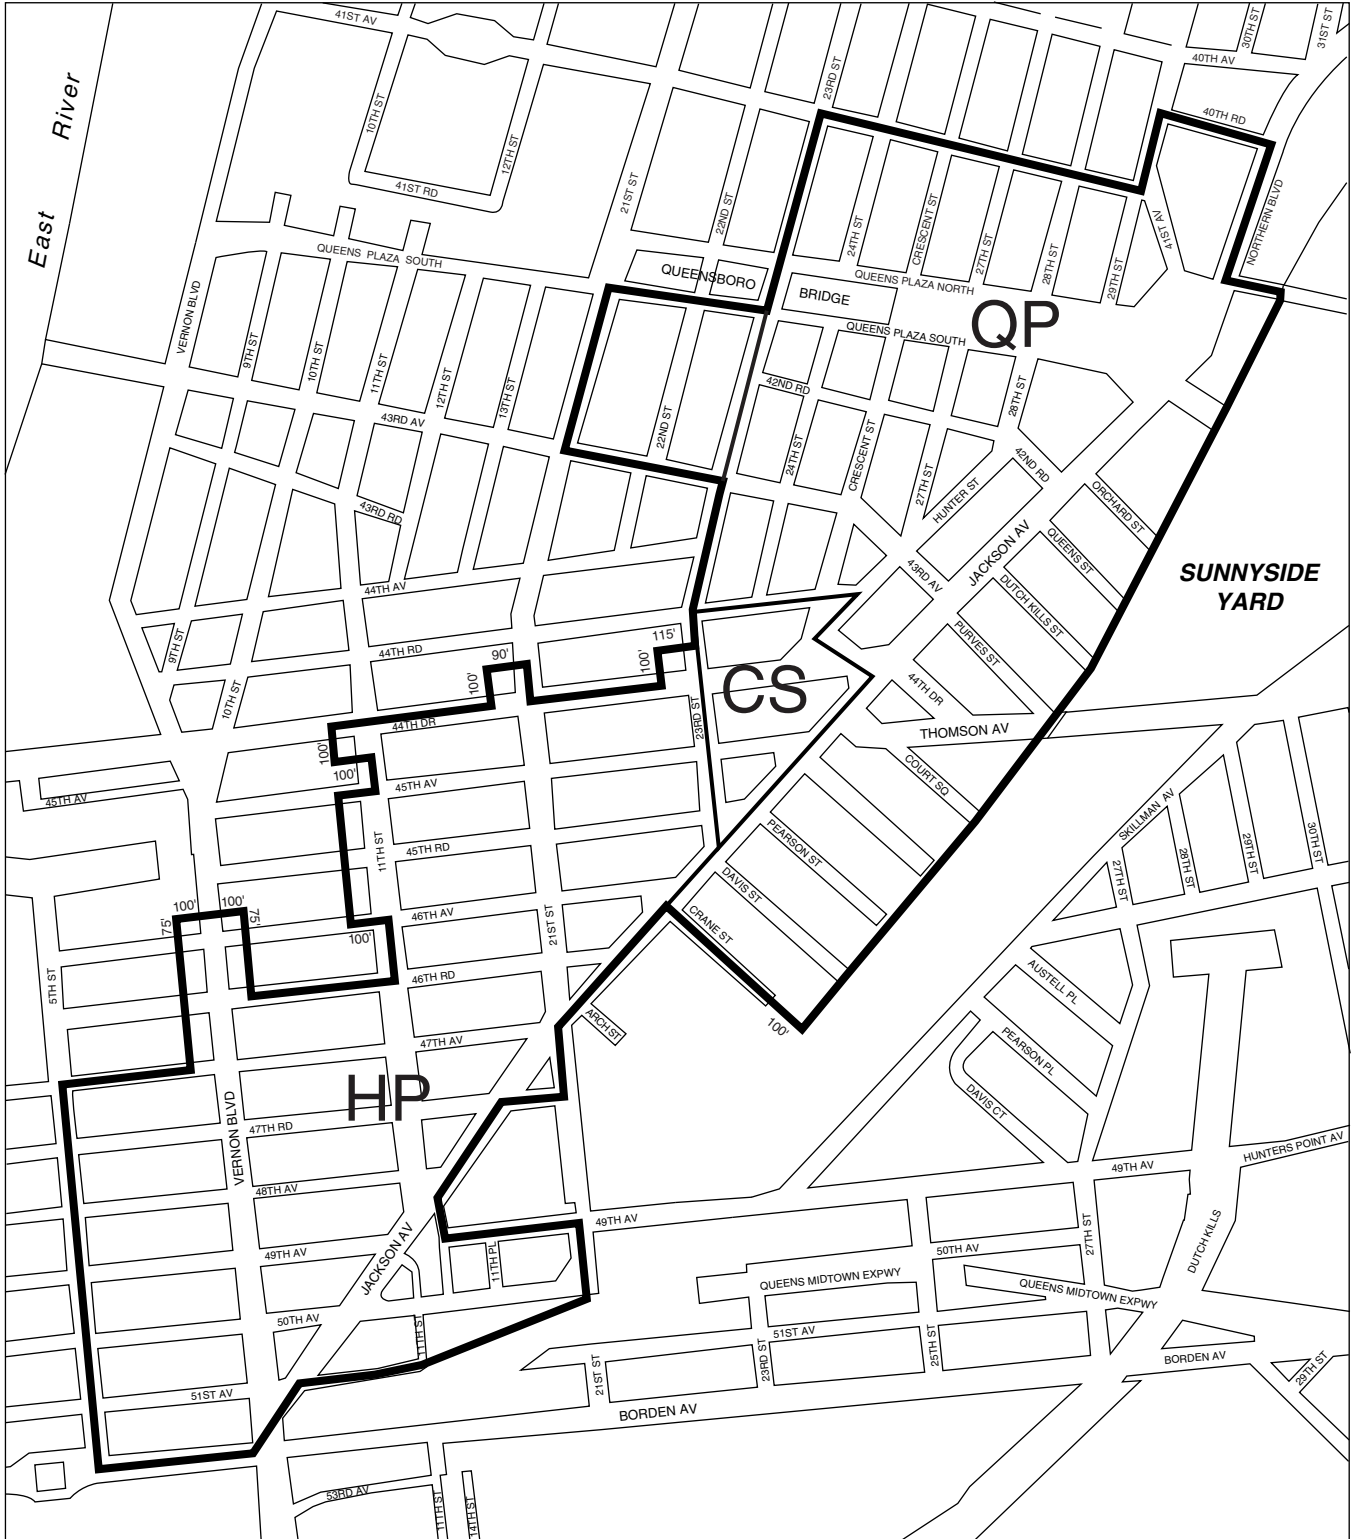 41ST AV
30TH ST
31ST ST
40TH AV
23RD ST
East River
10TH ST
12TH ST
40TH RD
41ST RD
21ST ST
22ND ST
24TH ST
CRESCENT ST
27TH ST
28TH ST
29TH ST
41ST AV
NORTHERN BLVD
QUEENS PLAZA SOUTH
QUEENSBORO
BRIDGE
QUEENS PLAZA NORTH
QP
QUEENS PLAZA SOUTH
VERNON BLVD
9TH ST
10TH ST
11TH ST
12TH ST
13TH ST
42ND RD
28TH ST
43RD AV
22ND ST
24TH ST
CRESCENT ST
27TH ST
42ND RD
HUNTER ST
ORCHARD ST
43RD RD
JACKSON AV
QUEENS ST
43RD AV
DUTCH KILLS ST
SUNNYSIDE
YARD
44TH AV
9TH ST
44TH RD
115'
100'
90'
100'
PURVES ST
CS
44TH DR
10TH ST
23RD ST
44TH DR
THOMSON AV
100'
100'
COURT SQ
45TH AV
45TH AV
SKILLMAN AV
11TH ST
45TH RD
PEARSON ST
27TH ST
28TH ST
29TH ST
30TH ST
DAVIS ST
100'
100'
75'
75'
46TH AV
21ST ST
CRANE ST
100'
5TH ST
46TH RD
AUSTELL PL
ARCH ST
100'
47TH AV
PEARSON PL
HP
DAVIS CT
VERNON BLVD
47TH RD
HUNTERS POINT AV
49TH AV
48TH AV
49TH AV
27TH ST
DUTCH KILLS
49TH AV
JACKSON AV
11TH PL
50TH AV
QUEENS MIDTOWN EXPWY
QUEENS MIDTOWN EXPWY
50TH AV
11TH ST
51ST AV
23RD ST
25TH ST
BORDEN AV
21ST ST
29TH ST
51ST AV
BORDEN AV
53RD AV
11TH ST
14TH ST